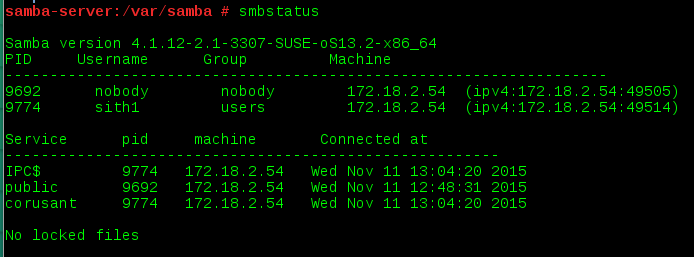 samba-server:/var/samba # smbstatus
Samba version 4.1.12-2.1-3307-SUSE-oS13.2-x86_64
PID     Username      Group         Machine
-------------------------------------------------------------------
9692      nobody        nobody        172.18.2.54  (ipv4:172.18.2.54:49505)
9774      sith1         users         172.18.2.54  (ipv4:172.18.2.54:49514)
Service      pid     machine       Connected at
-------------------------------------------------------
IPC$         9774   172.18.2.54   Wed Nov 11 13:04:20 2015
public       9692   172.18.2.54   Wed Nov 11 12:48:31 2015
corusant     9774   172.18.2.54   Wed Nov 11 13:04:20 2015
No locked files